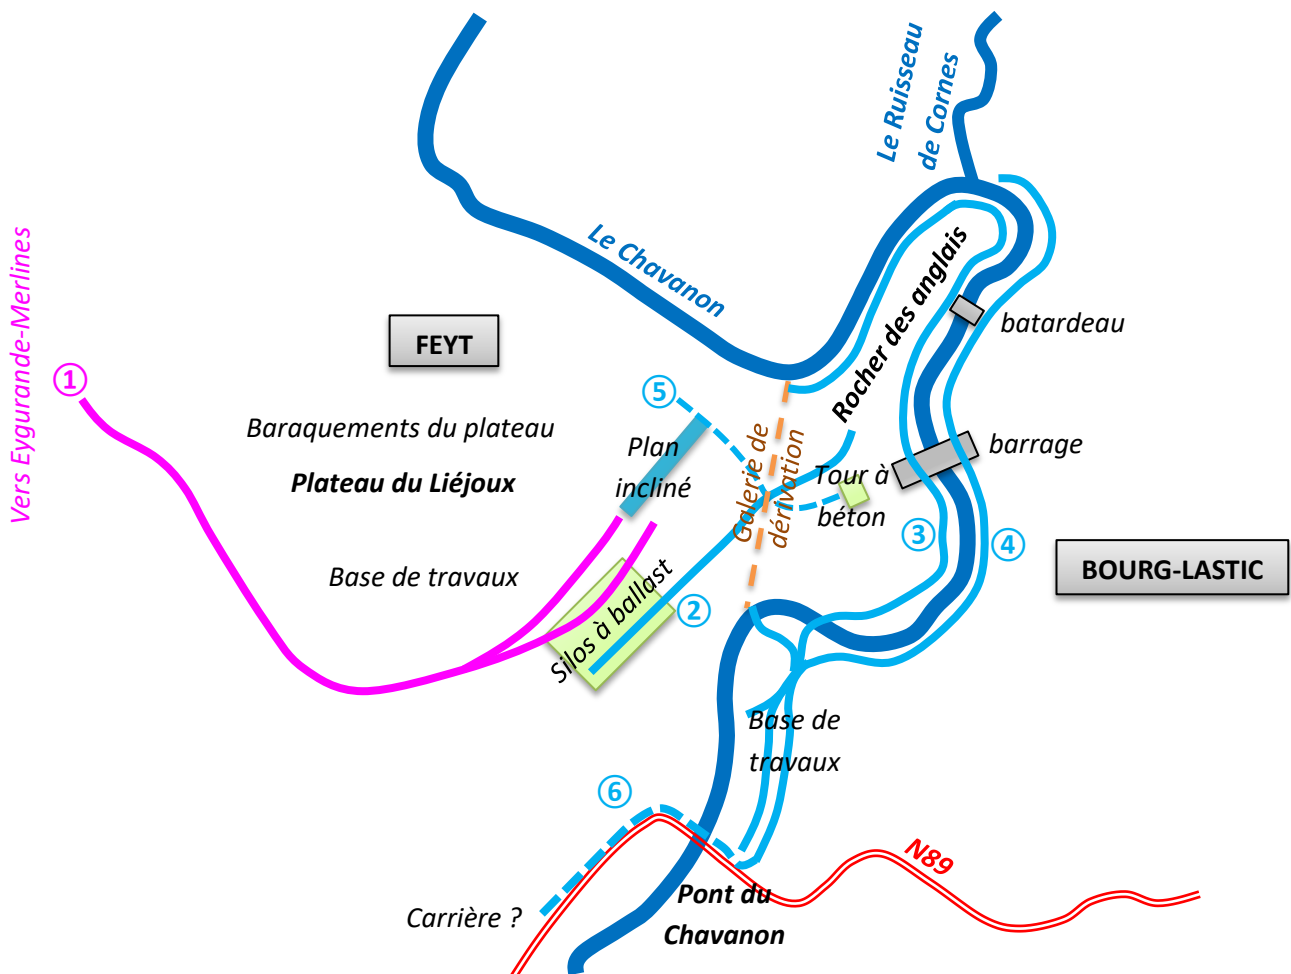 Le Ruisseau
de Cornes
Le Chavanon
Vers Eygurande-Merlines
FEYT
①
⑤
Rocher des anglais
batardeau
Baraquements du plateau
Plateau du Liéjoux
Plan
incliné
Galerie de
dérivation
Tour à
béton
barrage
③
④
Base de travaux
BOURG-LASTIC
Silos à ballast
②
Base de
travaux
⑥
N89
Carrière ?
Pont du
Chavanon